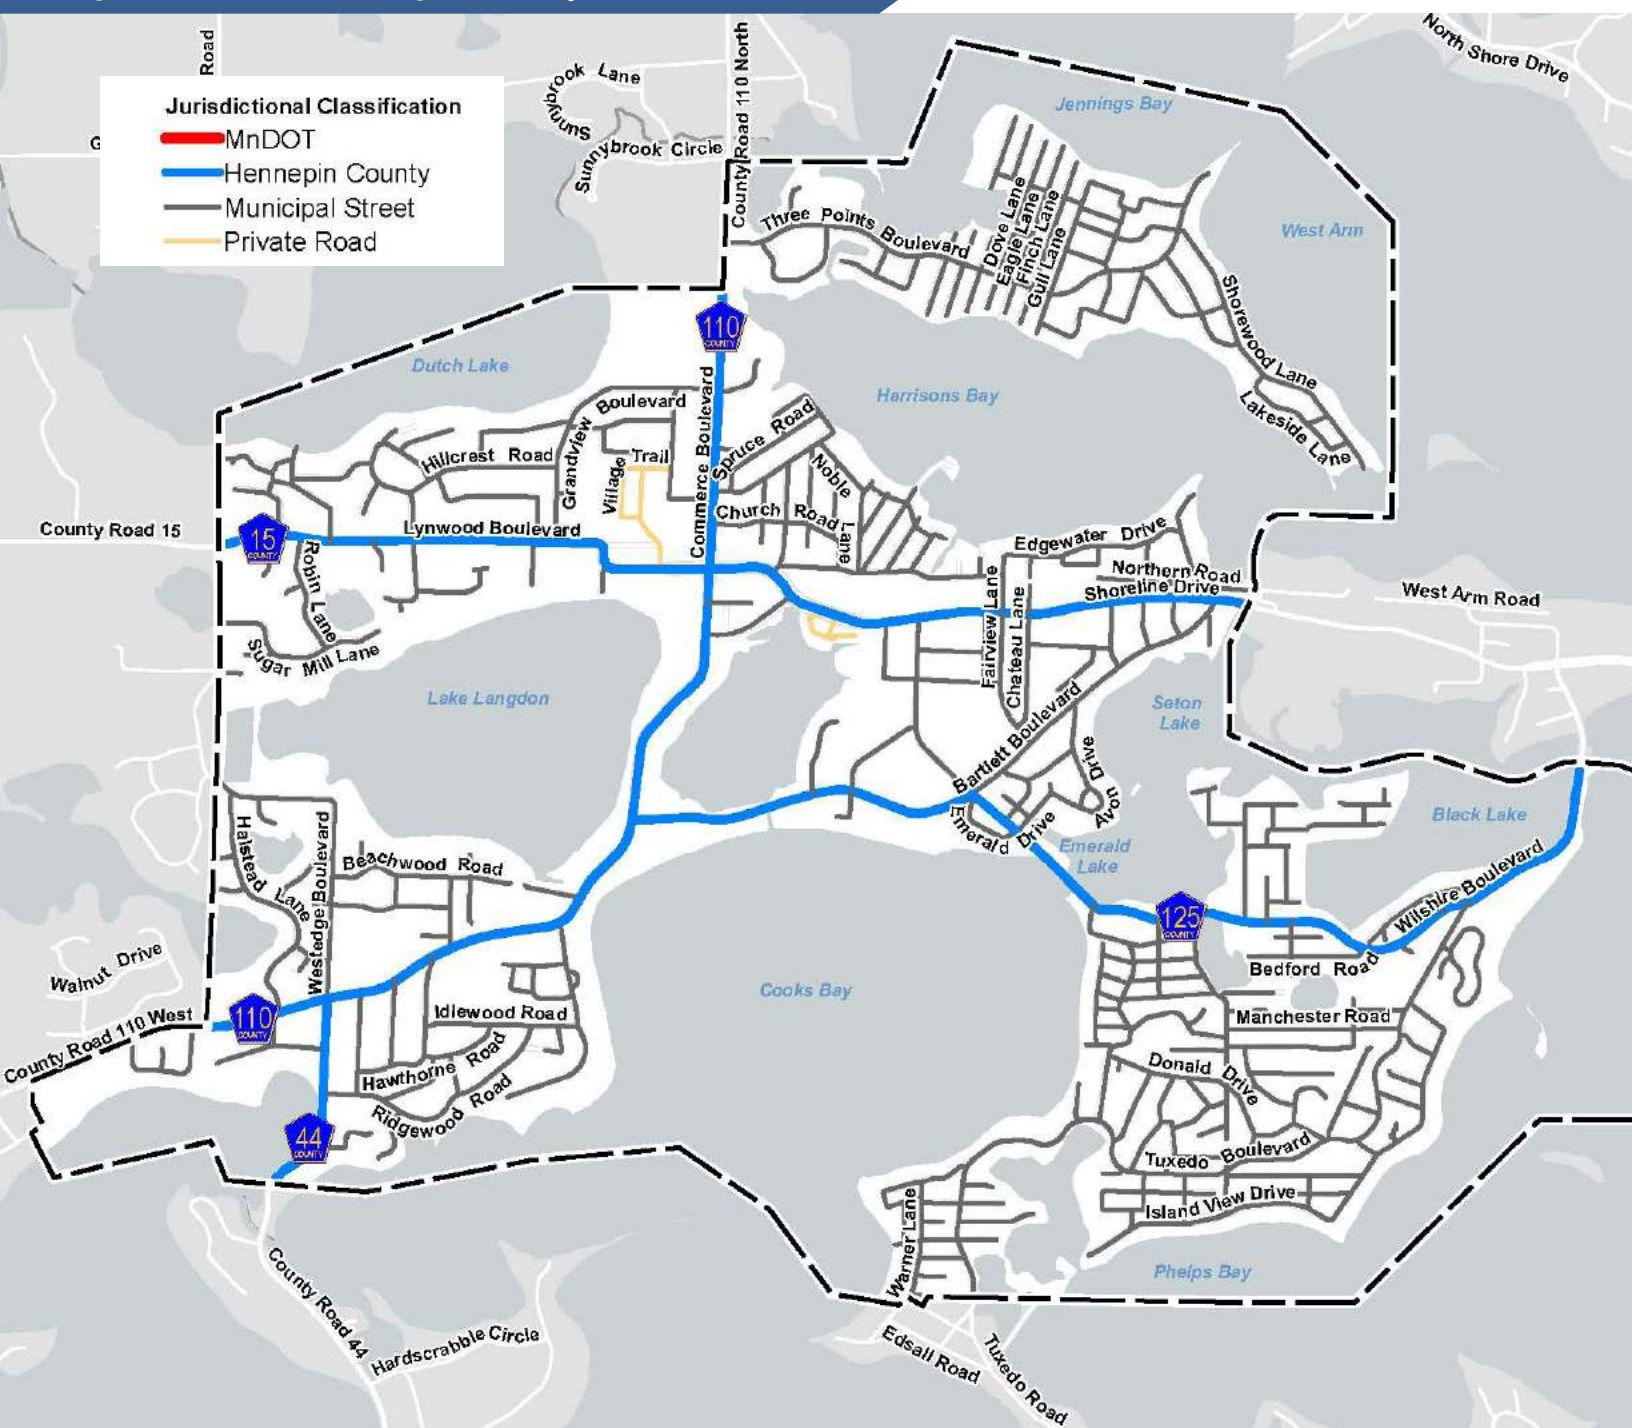 North Shore Drive
Road
County Road 110 North
Sunnybrook Lane
Sunnybrook Circle
Jennings Bay
Jurisdictional Classification
MnDOT
Hennepin County
Municipal Street
Private Road
G
Three Points Boulevard
Dove Lane
Eagle Lane
Finch Lane
Gull Lane
West Arm
Shorewood Lane
Lakeside Lane
110
COUNTY
Dutch Lake
Harrisons Bay
Grandview Boulevard
Commerce Boulevard
Spruce Road
Hillcrest Road
Village Trail
Noble Lane
Church Road
County Road 15
15
COUNTY
Lynwood Boulevard
Robin Lane
Sugar Mill Lane
Edgewater Drive
Northern Road
Shoreline Drive
West Arm Road
Fairview Lane
Chateau Lane
Lake Langdon
Seton
Lake
Bartlett Boulevard
Avon Drive
Emerald Drive
Emerald
Lake
Black Lake
Wilshire Boulevard
Halstead Lane
Westedge Boulevard
Beachwood Road
125
COUNTY
Bedford Road
Walnut Drive
Cooks Bay
County Road 110 West
110
COUNTY
Idlewood Road
Manchester Road
Hawthorne Road
Ridgewood Road
Donald Drive
44
COUNTY
Tuxedo Boulevard
Island View Drive
Warner Lane
Phelps Bay
County Road 44
Hardscrabble Circle
Edsall Road
Tuxedo Road